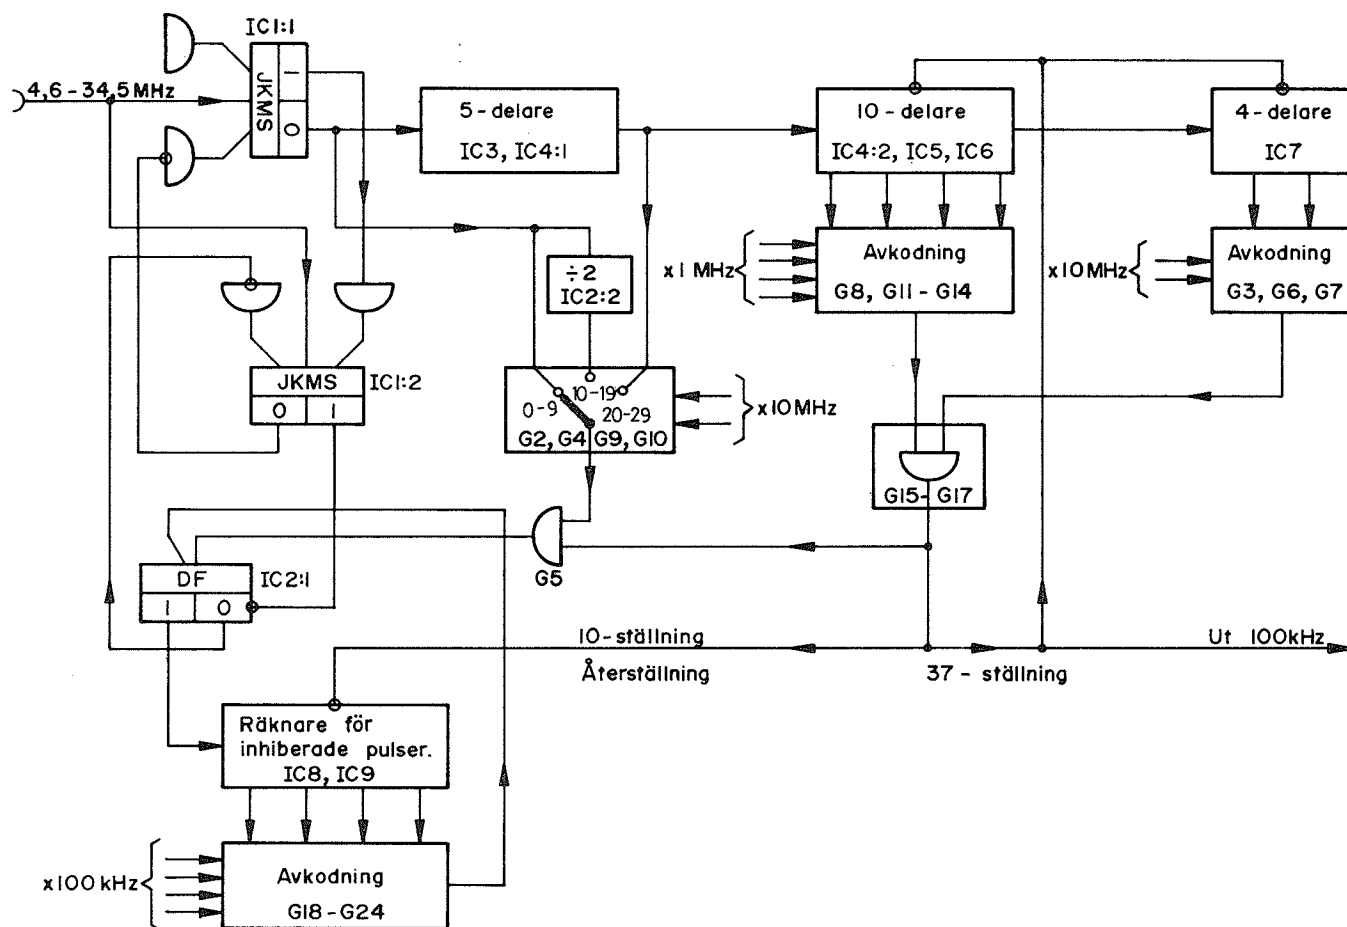 IC1:1
JKMS
1
0
4,6-34,5 MHz
5-delare
IC3, IC4:1
10-delare
IC4:2, IC5, IC6
4-delare
IC7
÷2
IC2:2
x 1 MHz
Avkodning
G8, G11-G14
x10 MHz
Avkodning
G3, G6, G7
JKMS
0
1
IC1:2
0-9
10-19
20-29
G2, G4
G9, G10
x10 MHz
G15-G17
G5
DF
1
0
IC2:1
10-ställning
Återställning
37-ställning
Ut 100kHz
Räknare för
inhiberade pulser.
IC8, IC9
x100 kHz
Avkodning
G18-G24